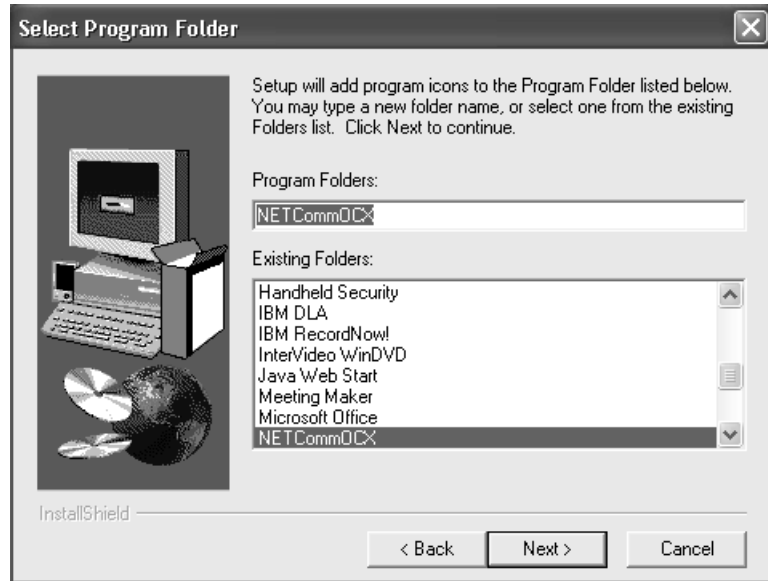 Select Program Folder
Setup will add program icons to the Program Folder listed below.
You may type a new folder name, or select one from the existing
Folders list.  Click Next to continue.
Program Folders:
NETCommOCX
Existing Folders:
Handheld Security
IBM DLA
IBM RecordNow!
InterVideo WinDVD
Java Web Start
Meeting Maker
Microsoft Office
NETCommOCX
InstallShield
< Back
Next >
Cancel